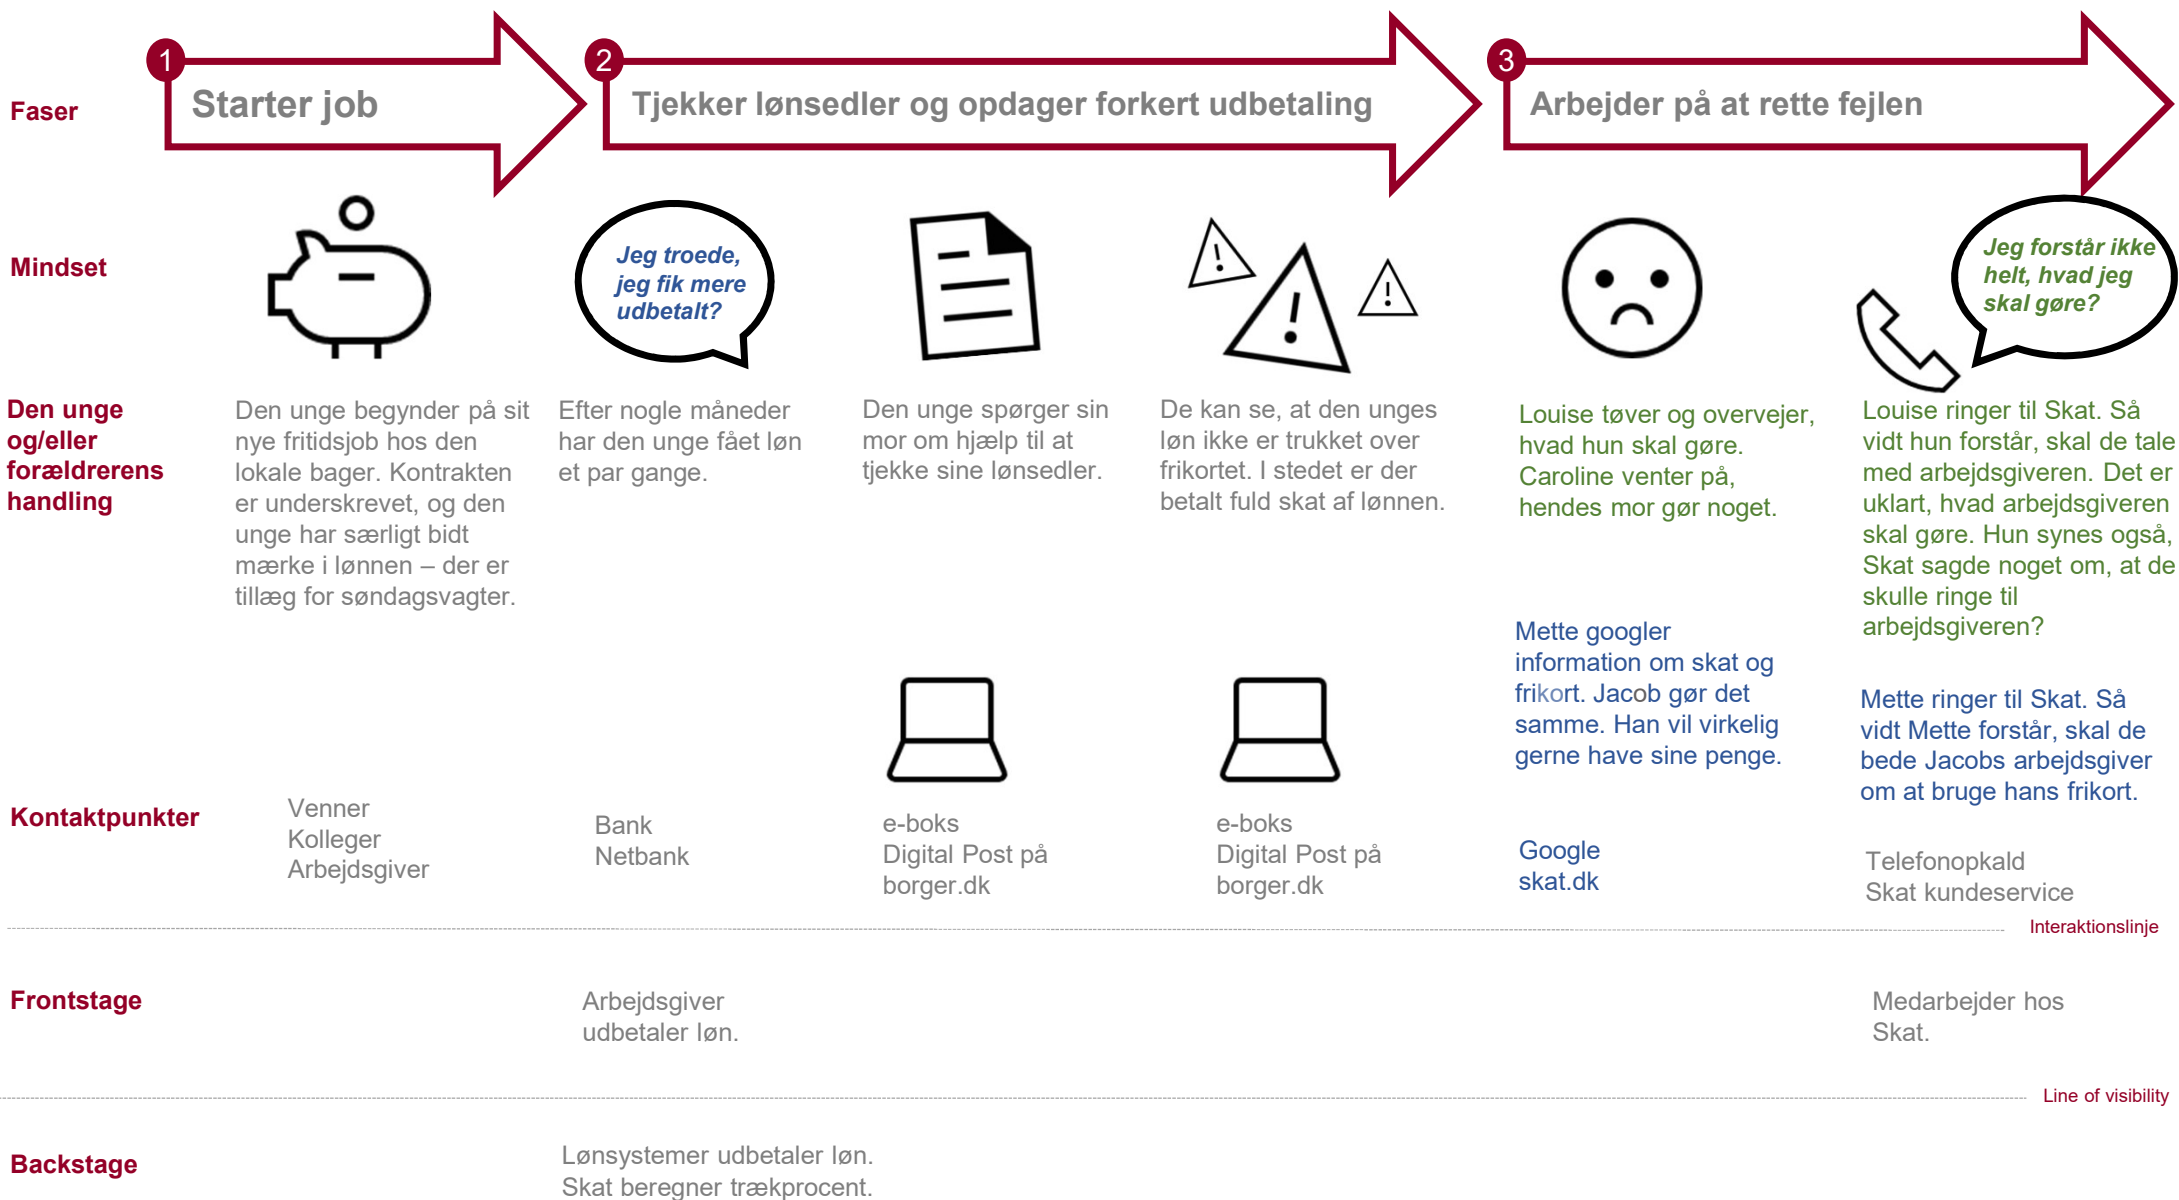 1
2
3
Faser
Starter job
Tjekker lønsedler og opdager forkert udbetaling
Arbejder på at rette fejlen
Mindset
Jeg troede,
jeg fik mere
udbetalt?
Jeg forstår ikke
helt, hvad jeg
skal gøre?
Den unge
og/eller
forældrerens
handling
Den unge begynder på sit
nye fritidsjob hos den
lokale bager. Kontrakten
er underskrevet, og den
unge har særligt bidt
mærke i lønnen – der er
tillæg for søndagsvagter.
Efter nogle måneder
har den unge fået løn
et par gange.
Den unge spørger sin
mor om hjælp til at
tjekke sine lønsedler.
De kan se, at den unges
løn ikke er trukket over
frikortet. I stedet er der
betalt fuld skat af lønnen.
Louise tøver og overvejer,
hvad hun skal gøre.
Caroline venter på,
hendes mor gør noget.
Mette googler
information om skat og
frikort. Jacob gør det
samme. Han vil virkelig
gerne have sine penge.
Louise ringer til Skat. Så
vidt hun forstår, skal de tale
med arbejdsgiveren. Det er
uklart, hvad arbejdsgiveren
skal gøre. Hun synes også,
Skat sagde noget om, at de
skulle ringe til
arbejdsgiveren?
Mette ringer til Skat. Så
vidt Mette forstår, skal de
bede Jacobs arbejdsgiver
om at bruge hans frikort.
Kontaktpunkter
Venner
Kolleger
Arbejdsgiver
Bank
Netbank
e-boks
Digital Post på
borger.dk
e-boks
Digital Post på
borger.dk
Google
skat.dk
Telefonopkald
Skat kundeservice
Interaktionslinje
Frontstage
Arbejdsgiver
udbetaler løn.
Medarbejder hos
Skat.
Line of visibility
Backstage
Lønsystemer udbetaler løn.
Skat beregner trækprocent.